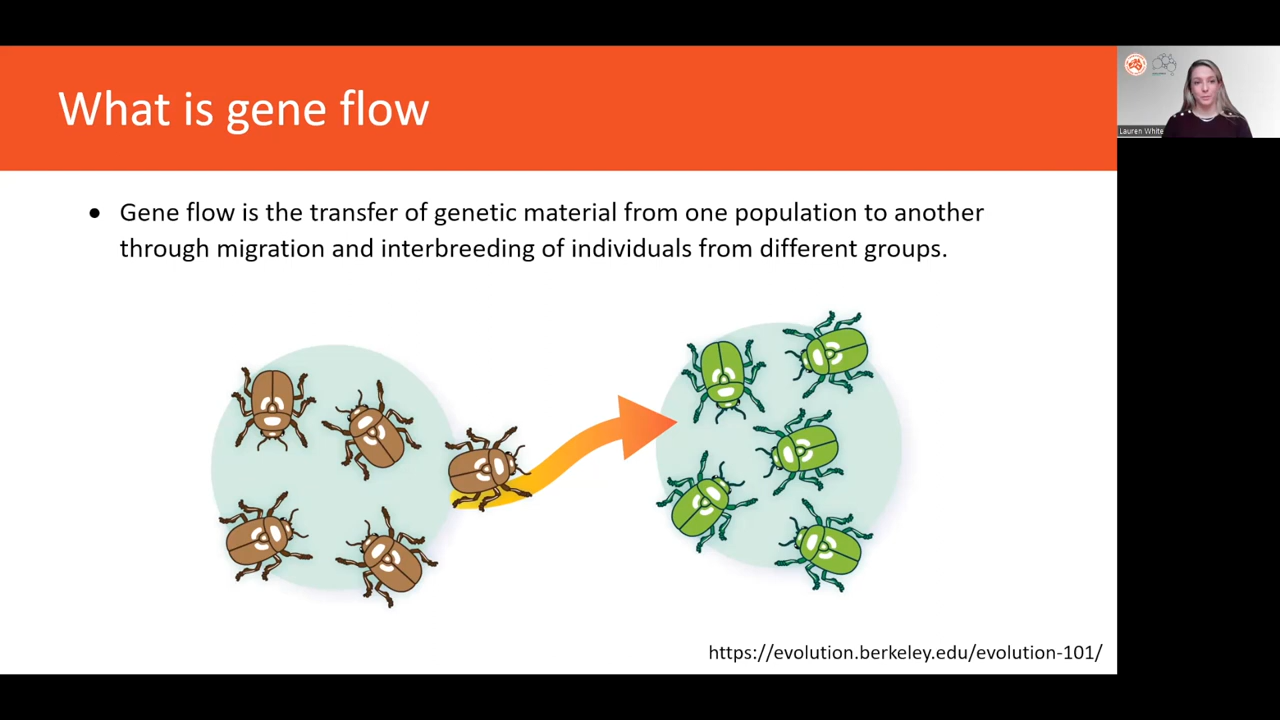 What is gene flow
● Gene flow is the transfer of genetic material from one population to another
through migration and interbreeding of individuals from different groups.
https://evolution.berkeley.edu/evolution-101/
Lauren White